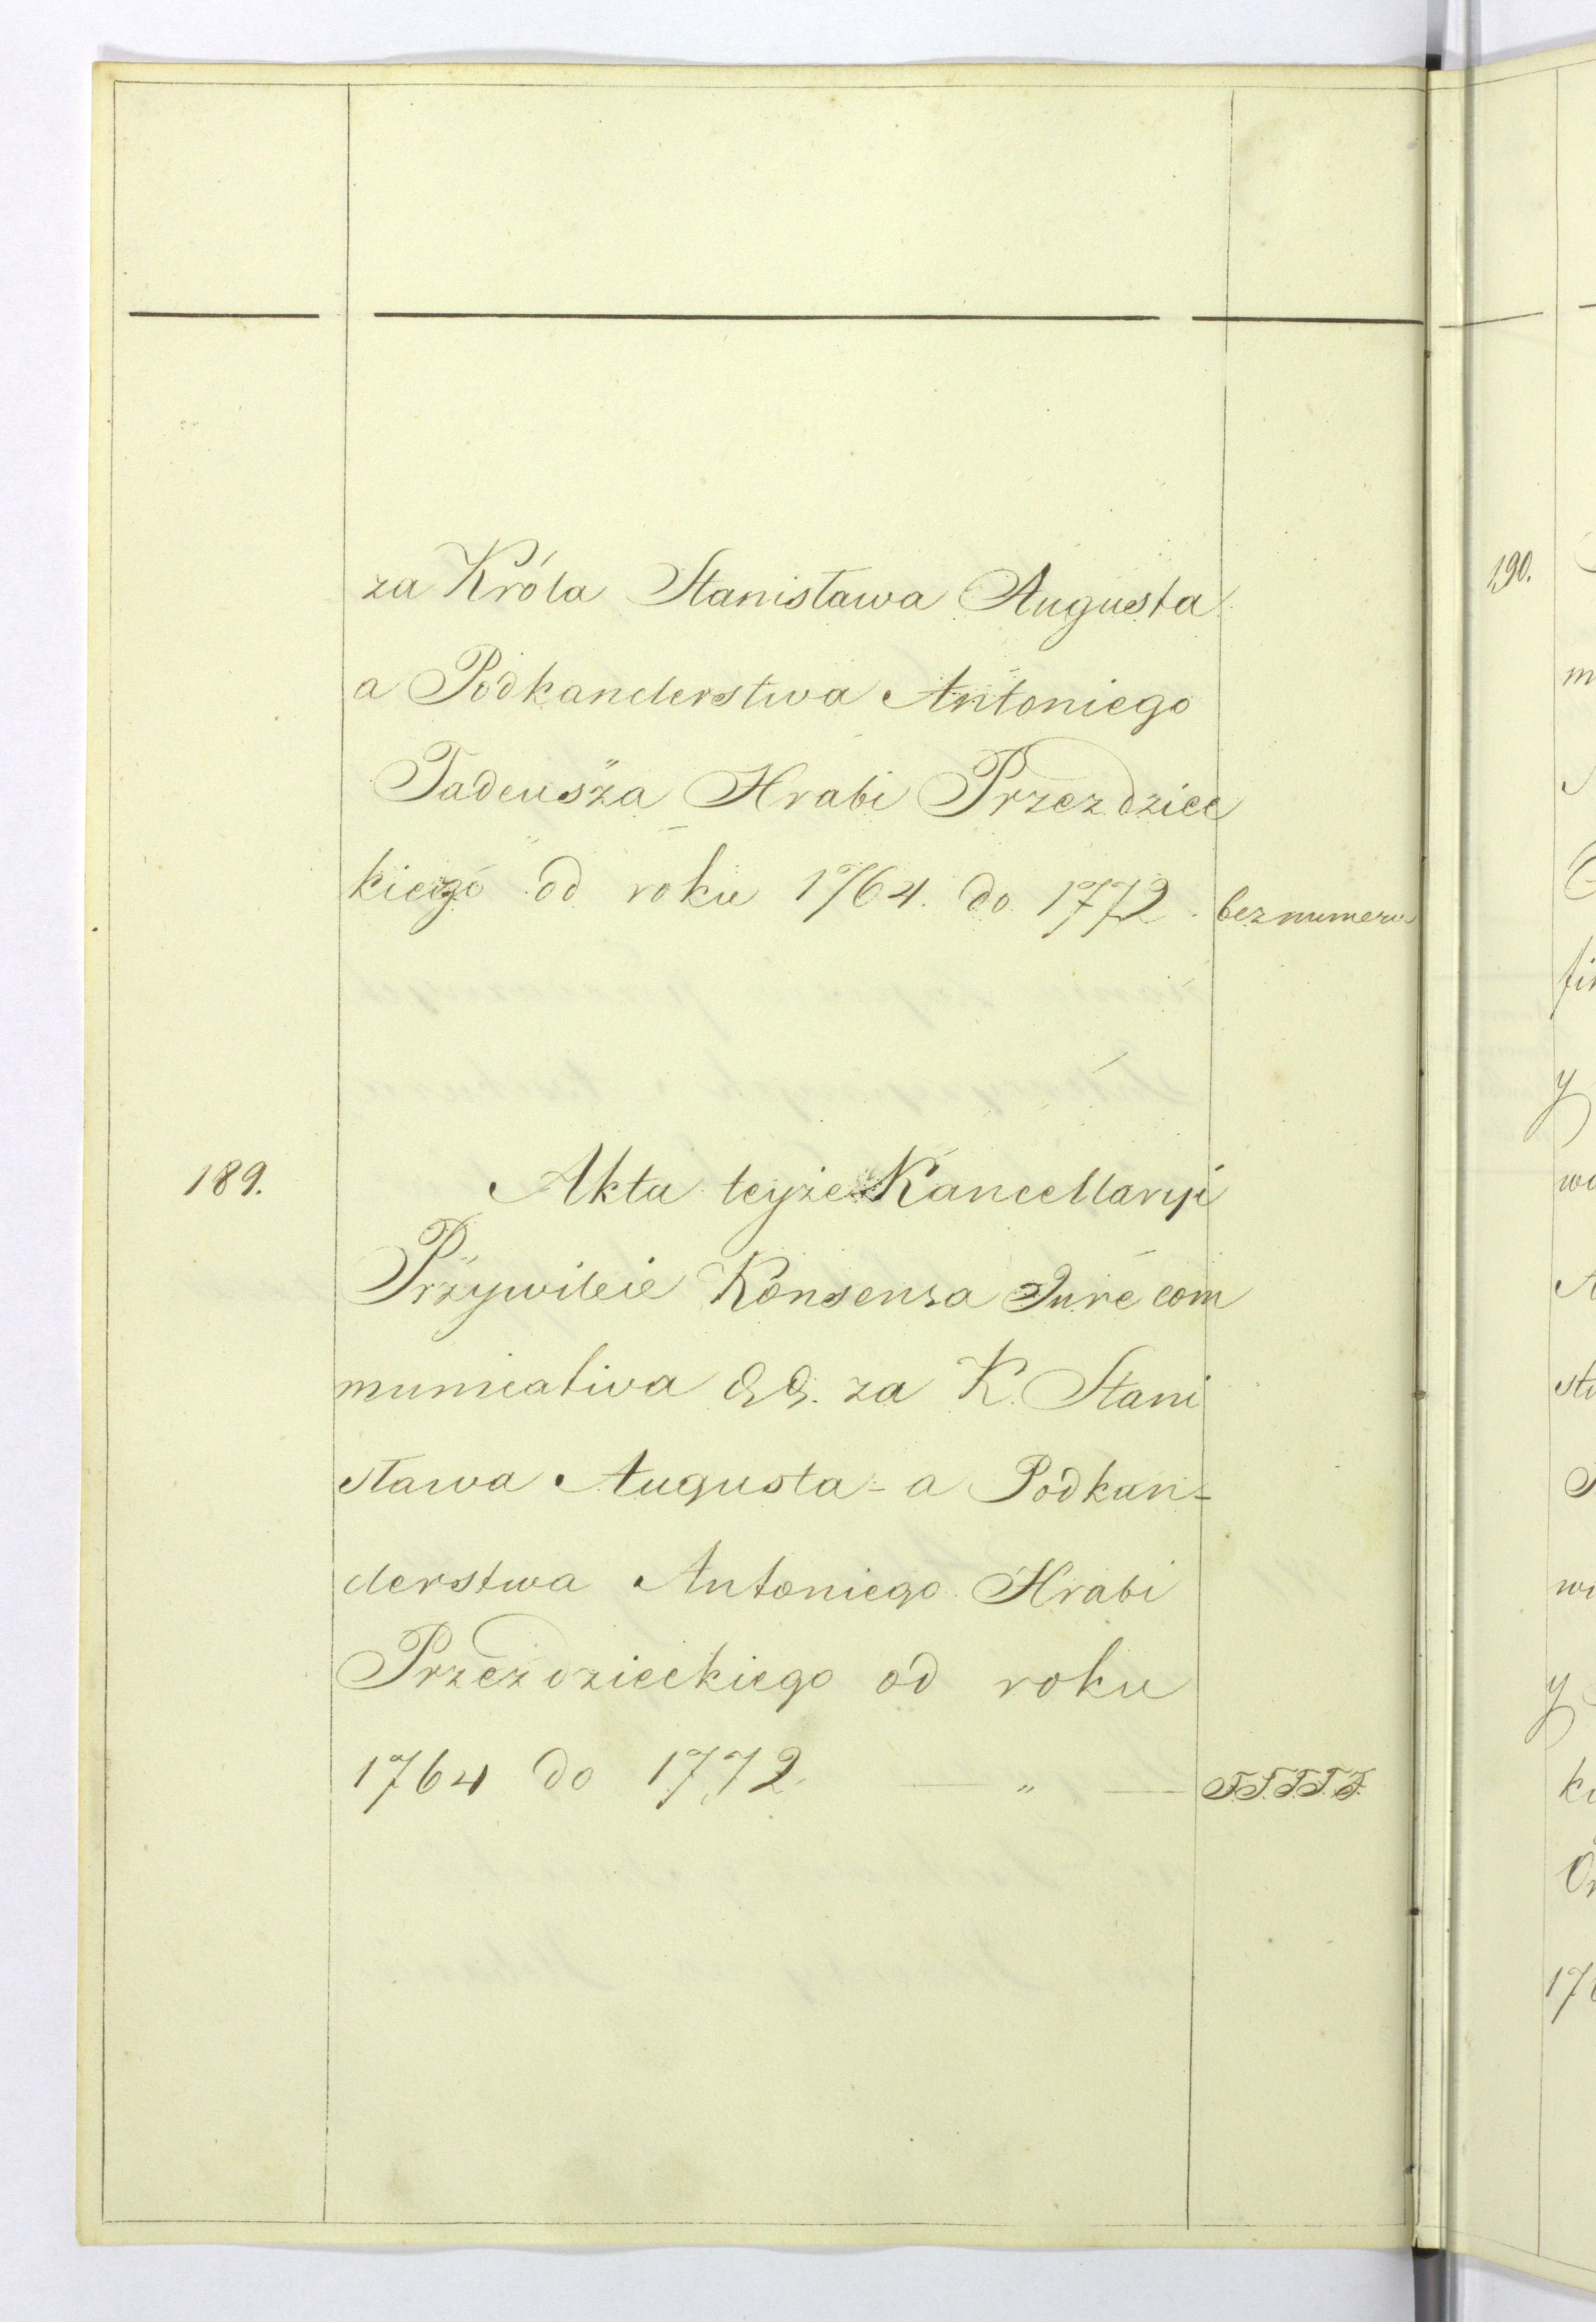 za Króla Stanisława Augusta
a Podkanclerstwa Antoniego
Tadeusza Hrabi Przezdziec
kiego od roku 1764. do 1772. bez numeru
189. Akta teyże Kancellaryi
Przywileie Konsensa Jure com
municativa &&. za K. Stani
sława Augusta - a Podkan-
clerstwa Antoniego Hrabi
Przezdzieckiego od roku
1764 do 1772 — " — F.F.F.F.F.
190.